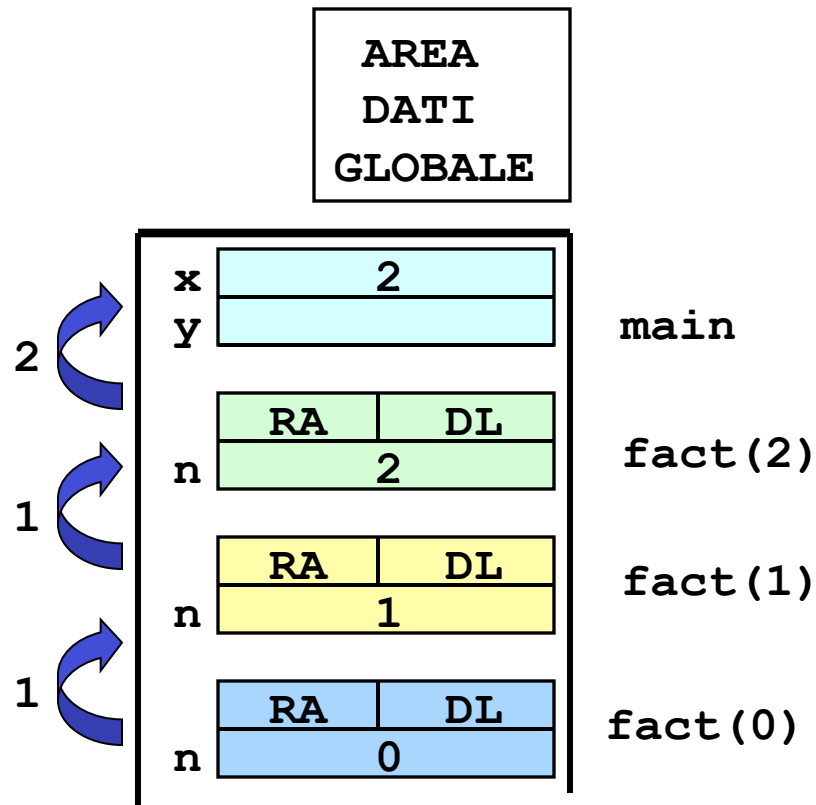 AREA
DATI
GLOBALE
x 2
y main
2
RA DL
n 2 fact(2)
1
RA DL
n 1 fact(1)
1
RA DL
n 0 fact(0)